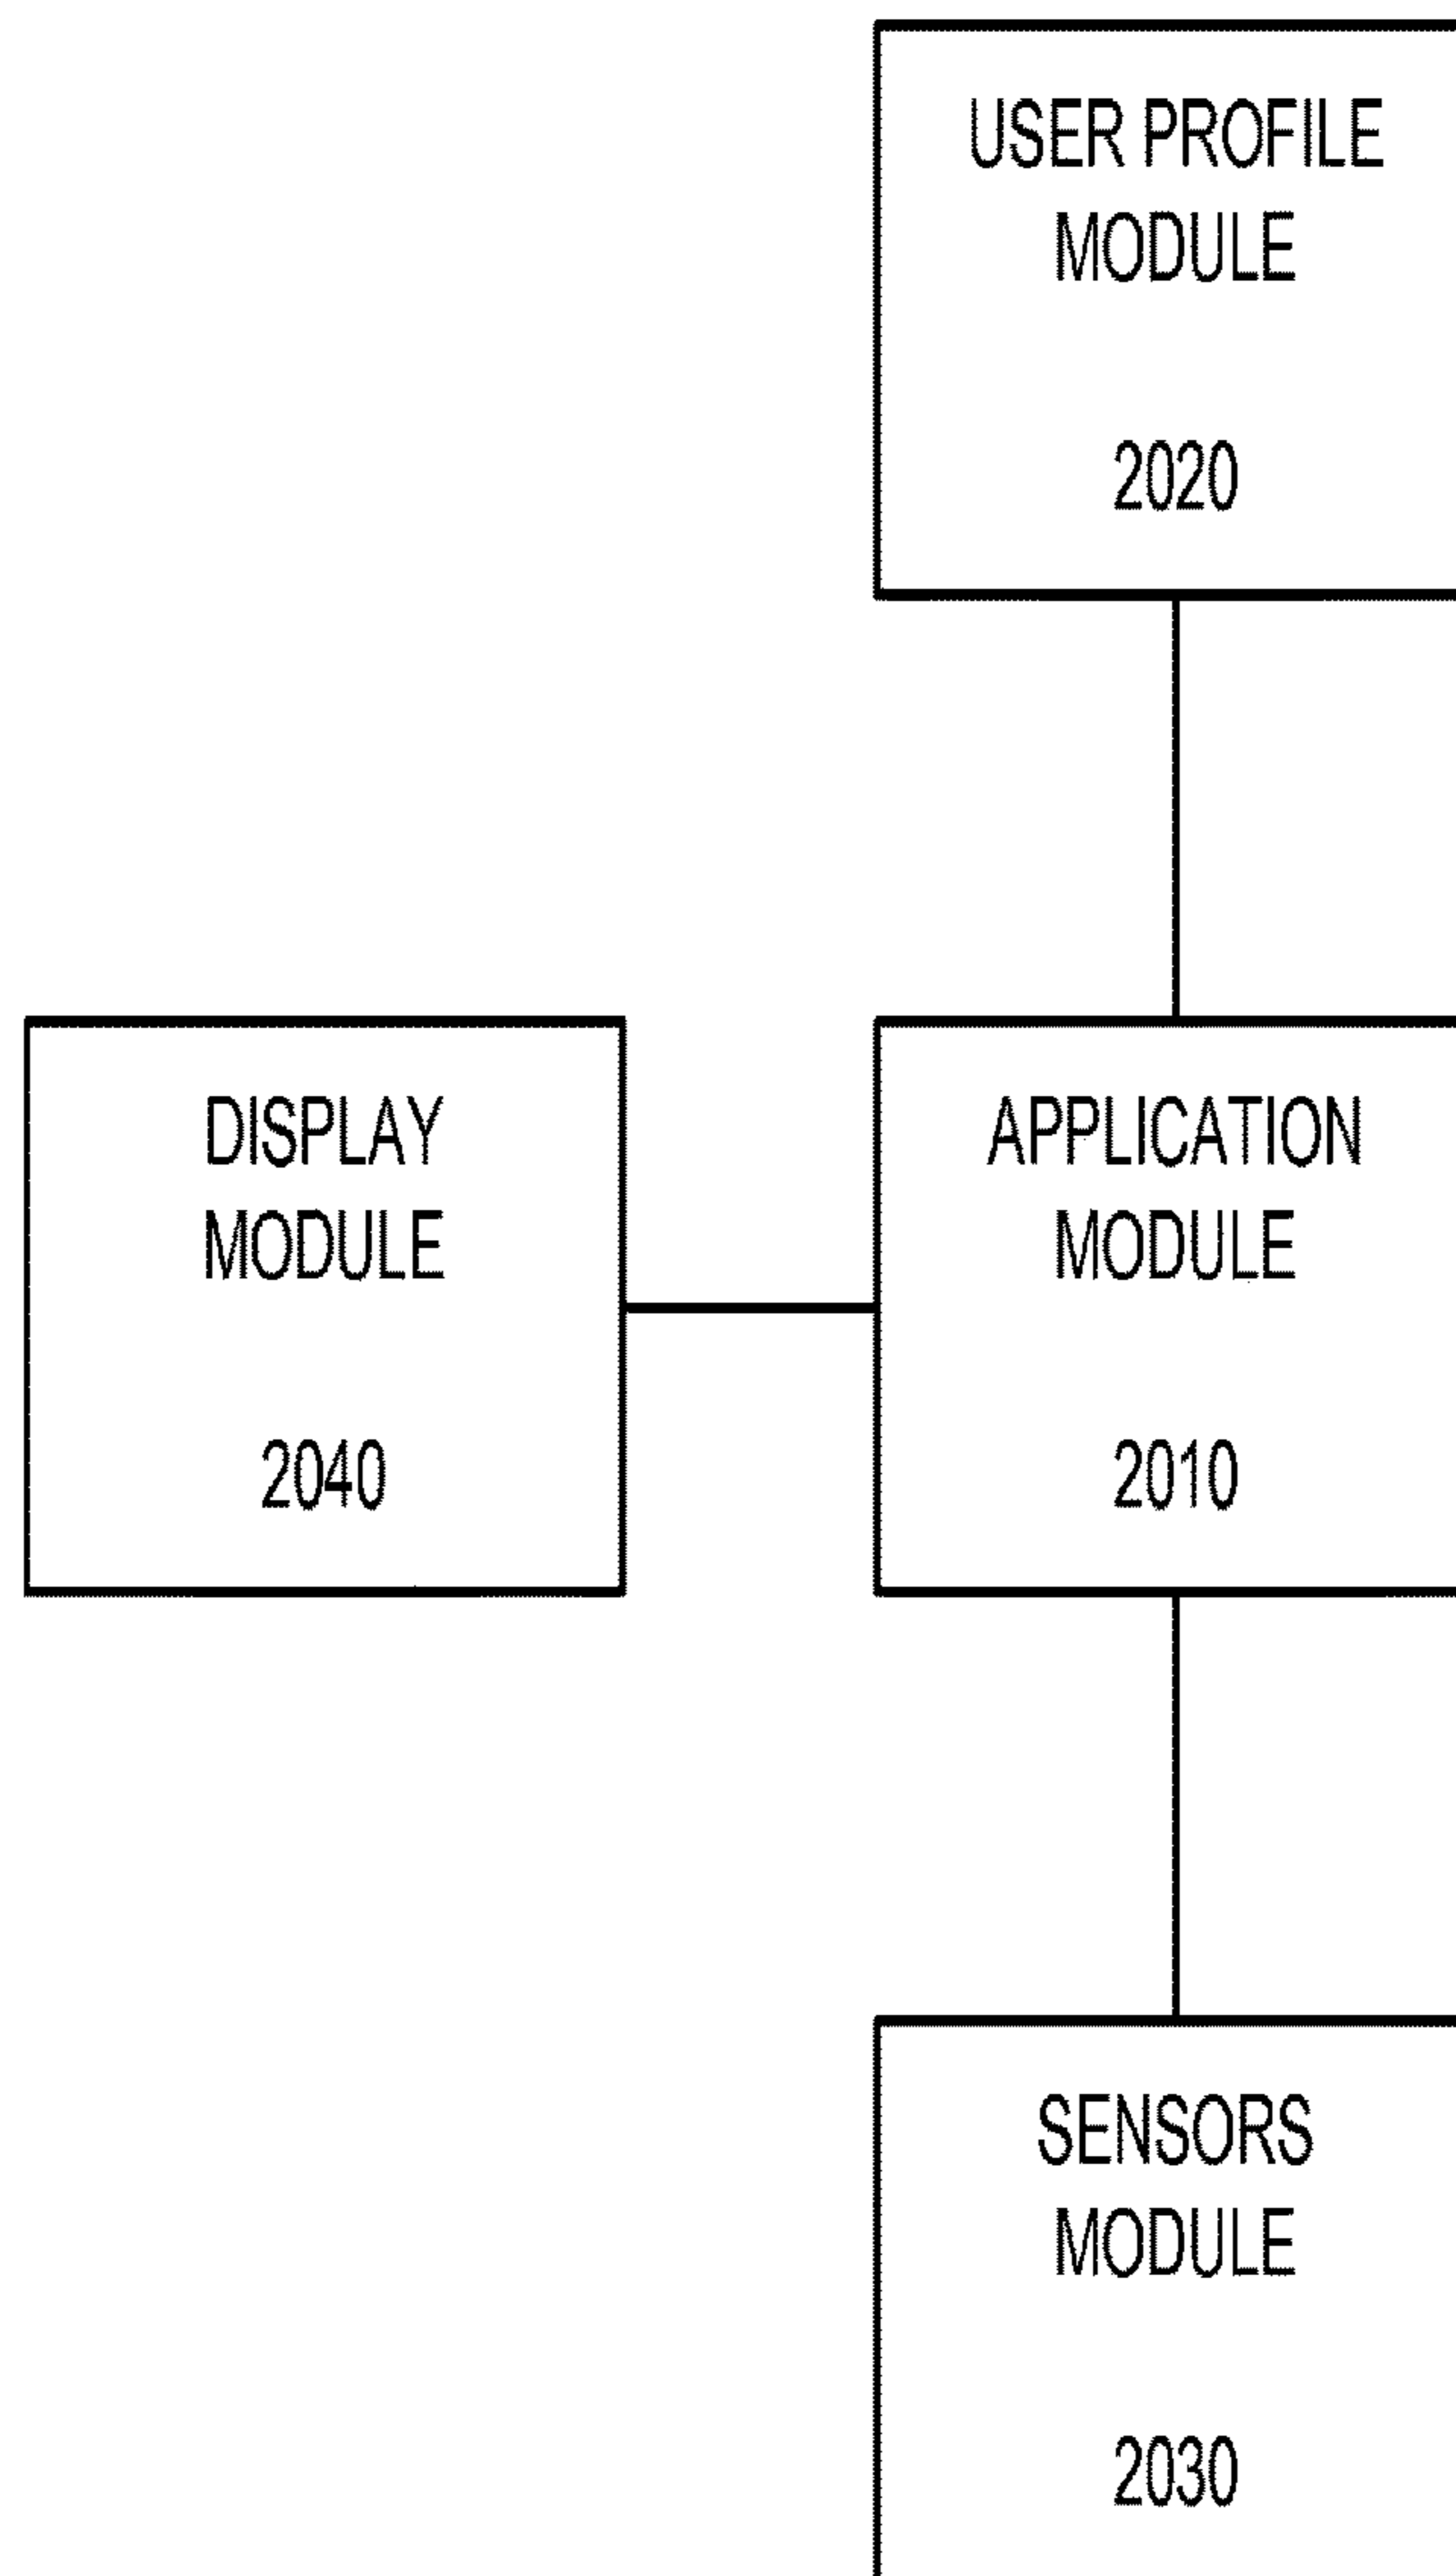 USER PROFILE
MODULE
2020
DISPLAY
MODULE
2040
APPLICATION
MODULE
2010
SENSORS
MODULE
2030